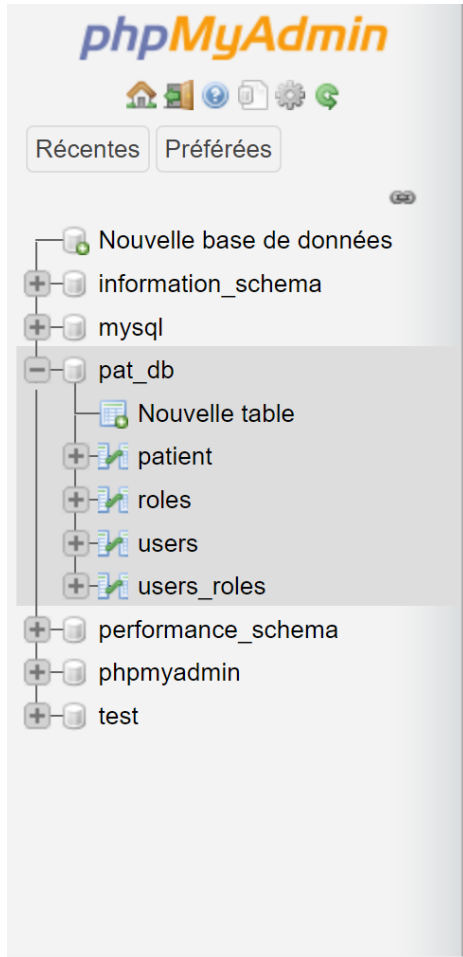 phpMyAdmin
Récentes Préférées
Nouvelle base de données
information_schema
mysql
pat_db
Nouvelle table
patient
roles
users
users_roles
performance_schema
phpmyadmin
test